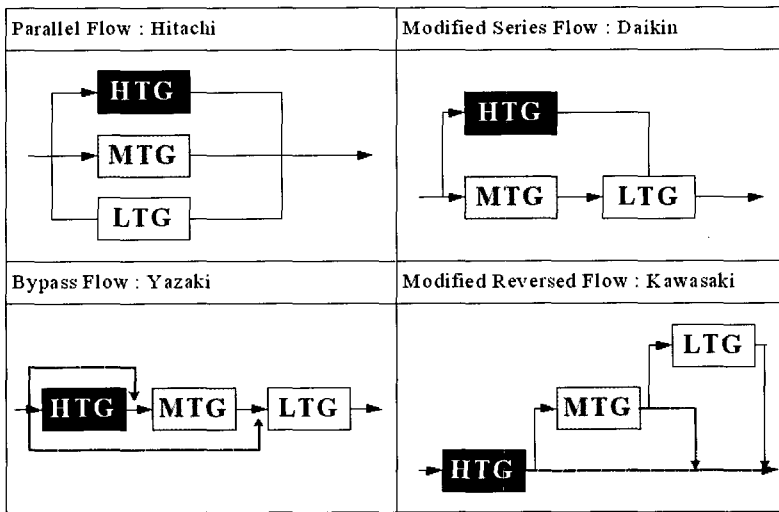 Parallel Flow : Hitachi
HTG
MTG
LTG
Modified Series Flow : Daikin
HTG
MTG LTG
Bypass Flow : Yazaki
HTG MTG LTG
Modified Reversed Flow : Kawasaki
LTG
MTG
HTG